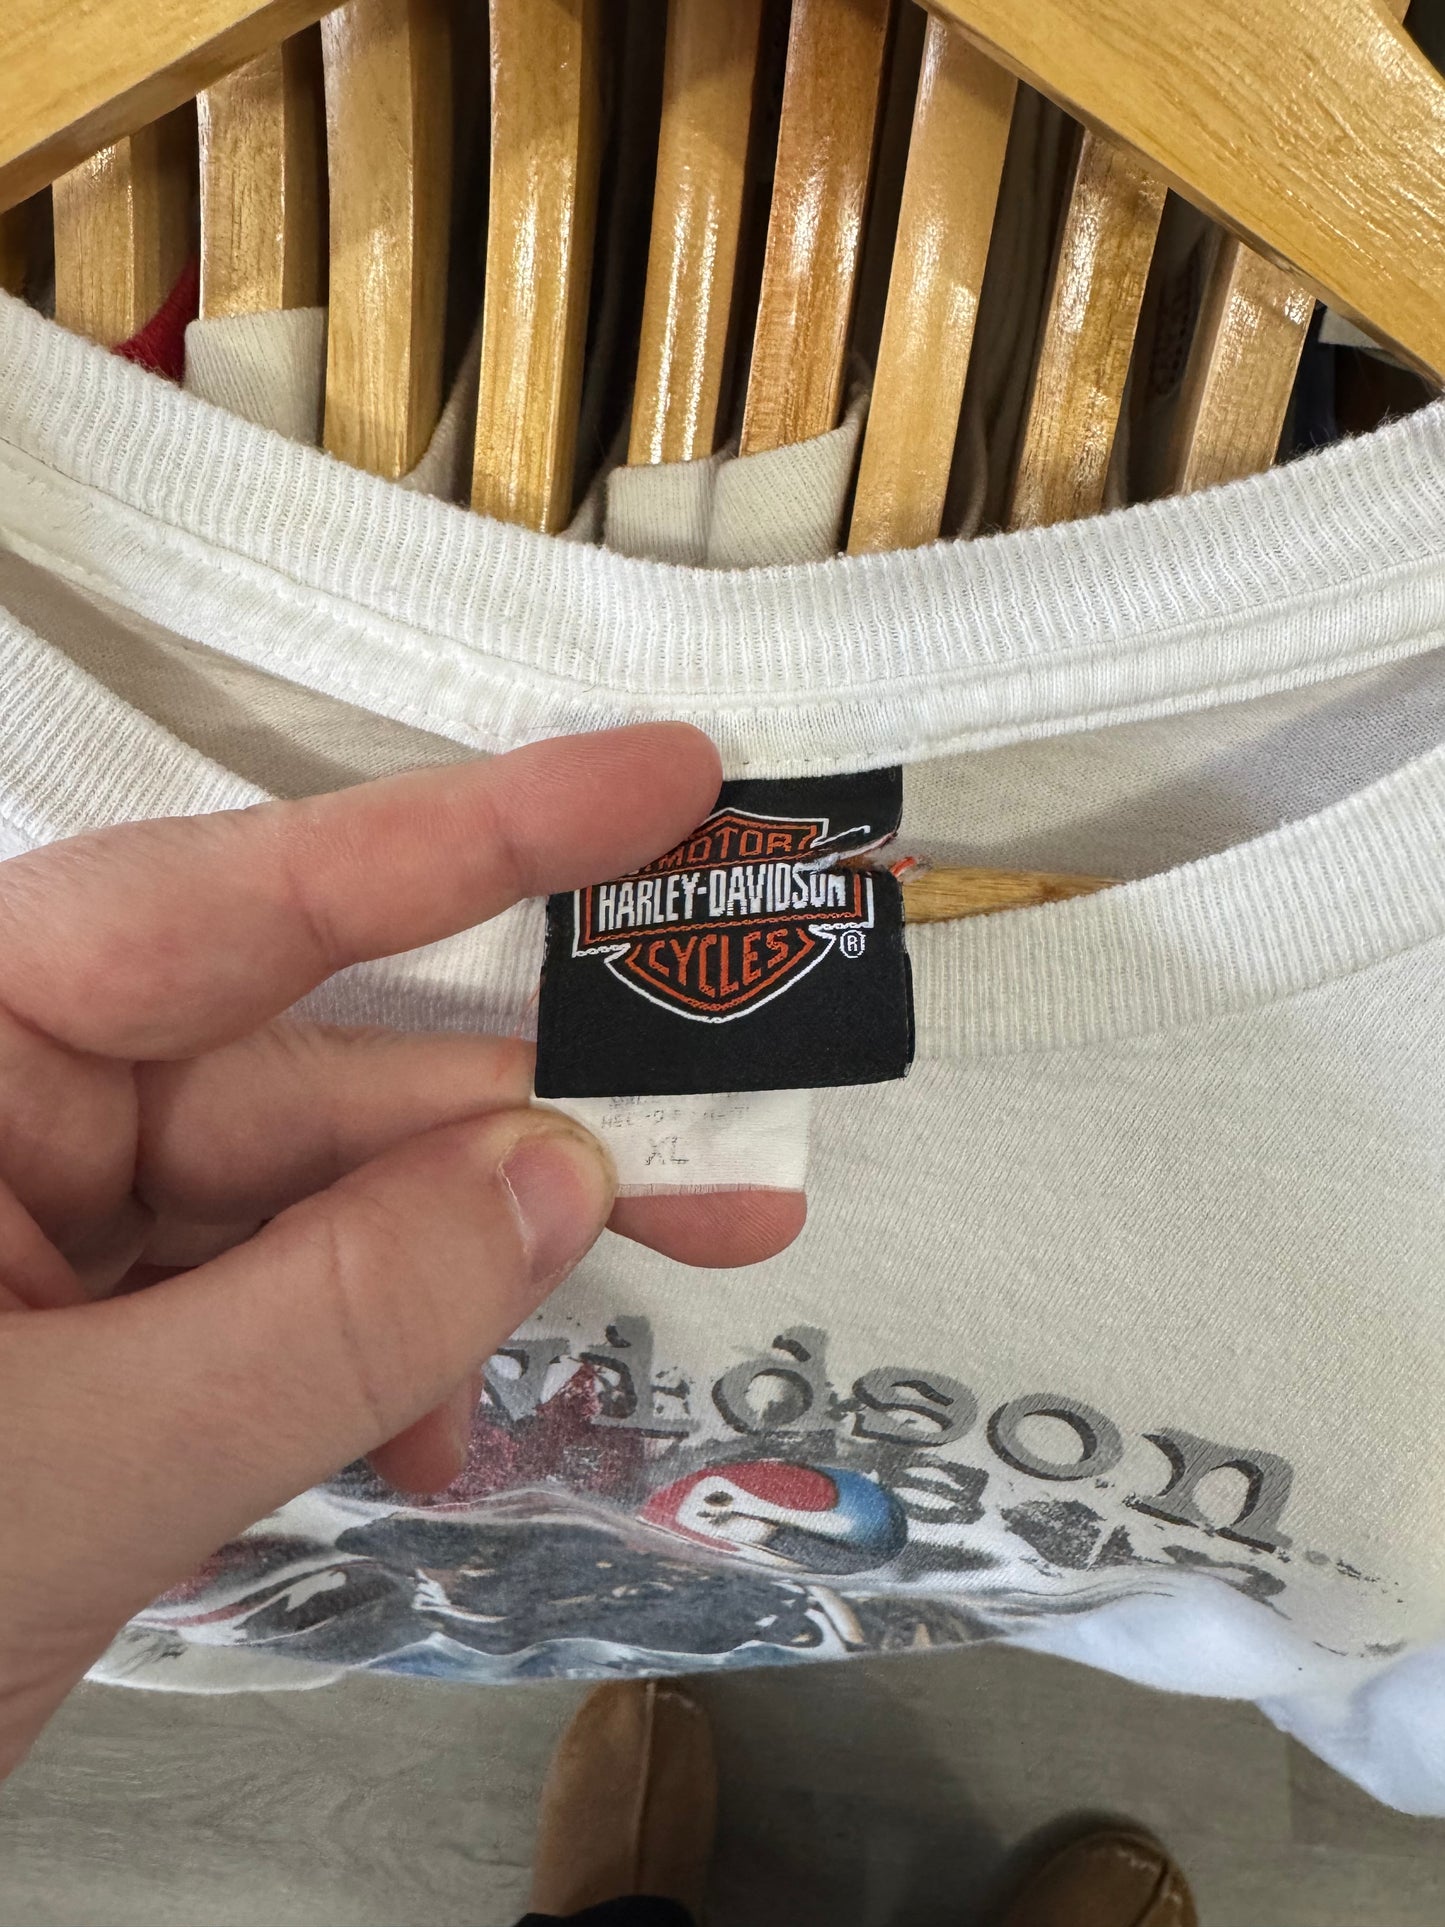 MOTOR
HARLEY-DAVIDSON
CYCLES
®
XL
vidson